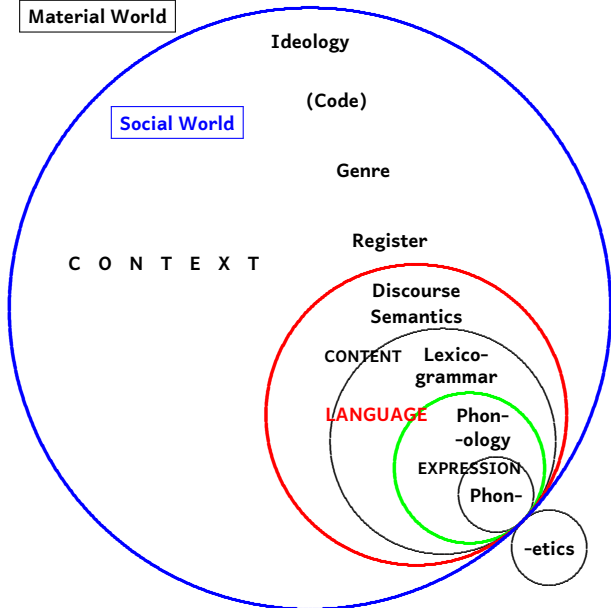 Material World
Ideology
(Code)
Social World
Genre
Register
C O N T E X T
Discourse
Semantics
CONTENT
Lexico-
grammar
LANGUAGE
Phon-
-ology
EXPRESSION
Phon-
-etics